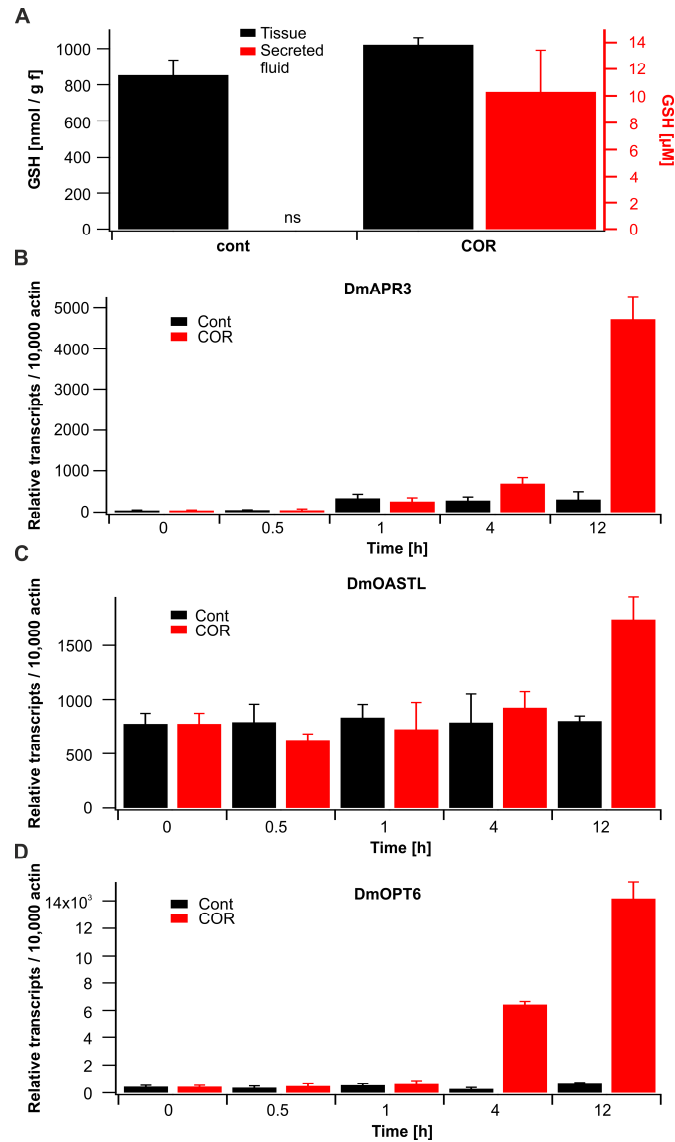 A
Tissue
Secreted
fluid
GSH [nmol / g f]
1000
800
600
400
200
0
14
12
10
8
6
4
2
0
GSH [µM]
ns
cont COR
B
DmAPR3
Cont
COR
Relative transcripts / 10,000 actin
5000
4000
3000
2000
1000
0
0 0.5 1 4 12
Time [h]
C
DmOASTL
Cont
COR
Relative transcripts / 10,000 actin
1500
1000
500
0
0 0.5 1 4 12
Time [h]
D
DmOPT6
Cont
COR
Relative transcripts / 10,000 actin
14x10³
12
10
8
6
4
2
0
0 0.5 1 4 12
Time [h]